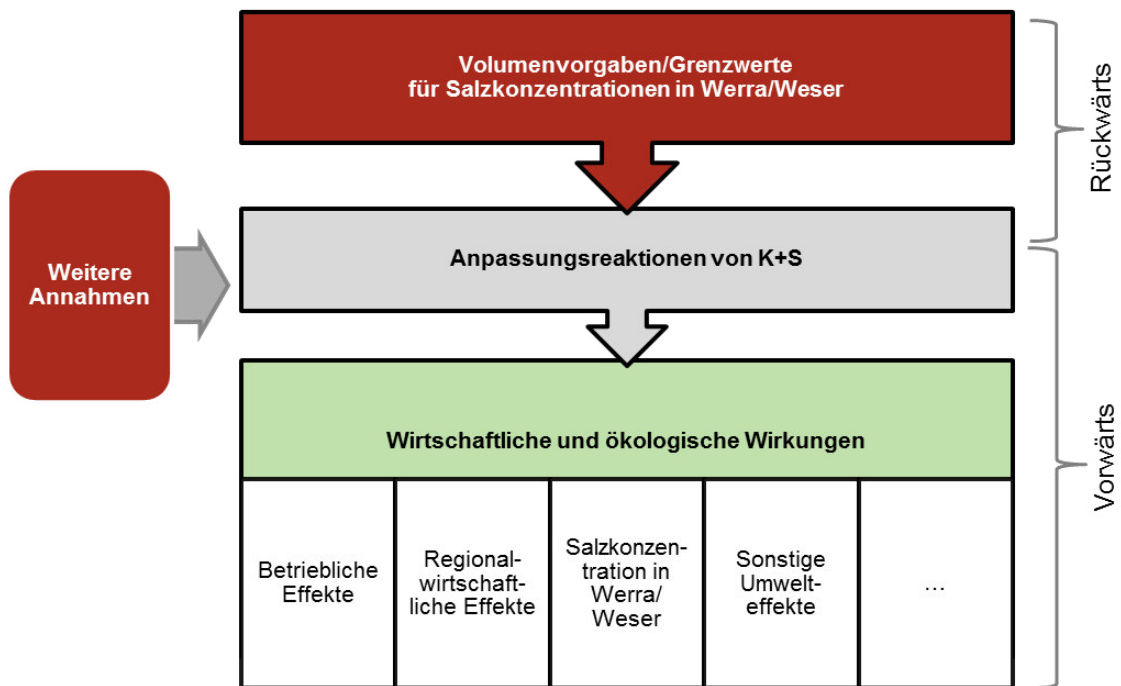 Volumenvorgaben/Grenzwerte
für Salzkonzentrationen in Werra/Weser
Rückwärts
Weitere
Annahmen
Anpassungsreaktionen von K+S
Wirtschaftliche und ökologische Wirkungen
Vorwärts
Betriebliche
Effekte
Regional-
wirtschaft-
liche Effekte
Salzkonzen-
tration in
Werra/
Weser
Sonstige
Umwelt-
effekte
…